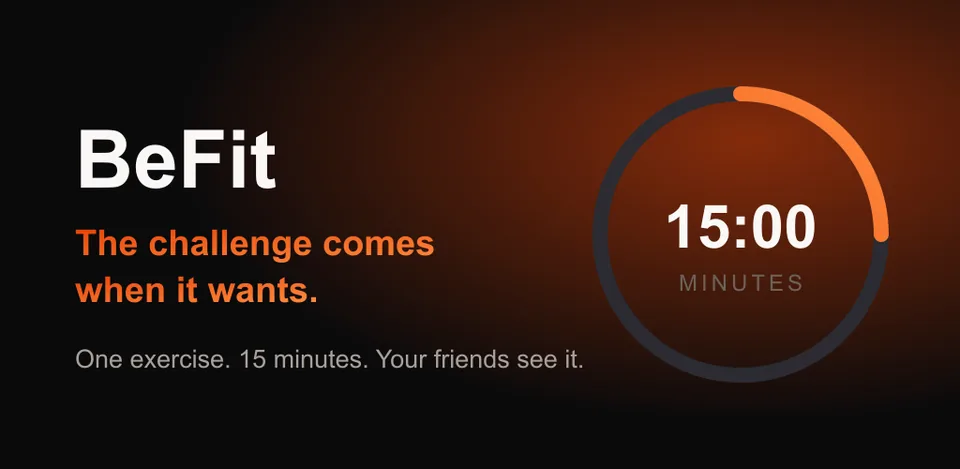 BeFit
The challenge comes
when it wants.
One exercise. 15 minutes. Your friends see it.
15:00
MINUTES